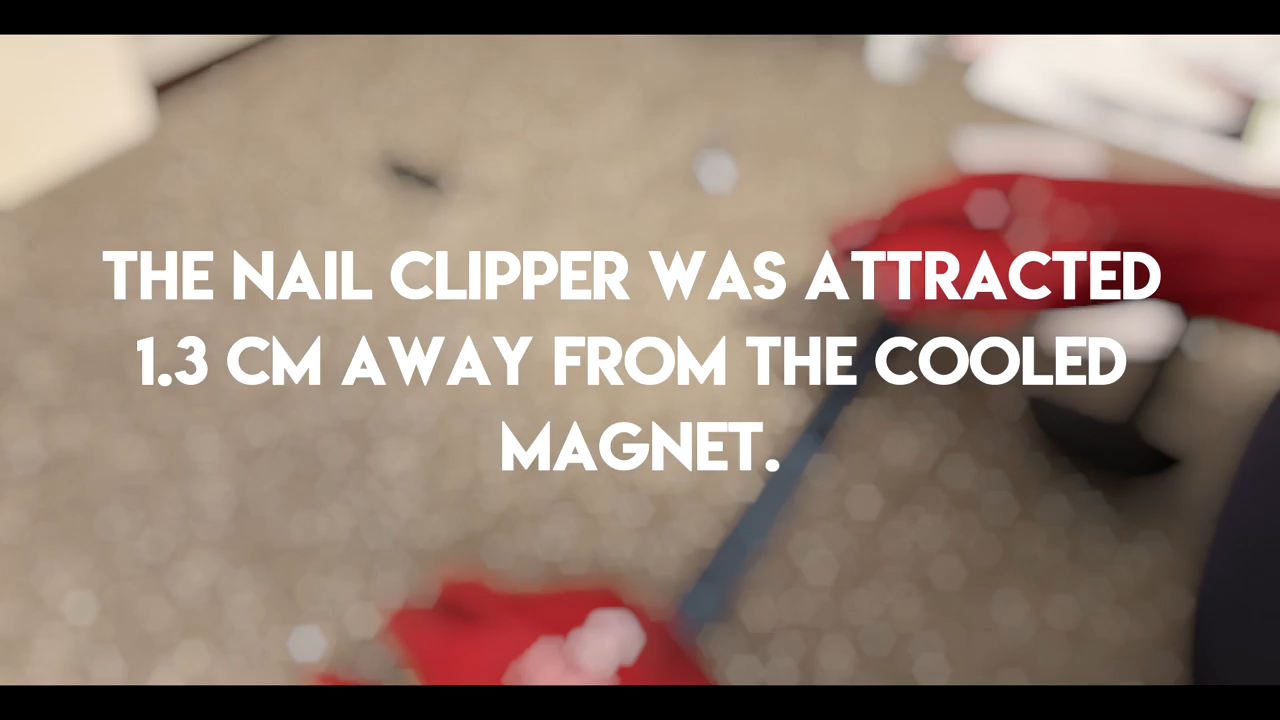 THE NAIL CLIPPER WAS ATTRACTED
1.3 CM AWAY FROM THE COOLED
MAGNET.